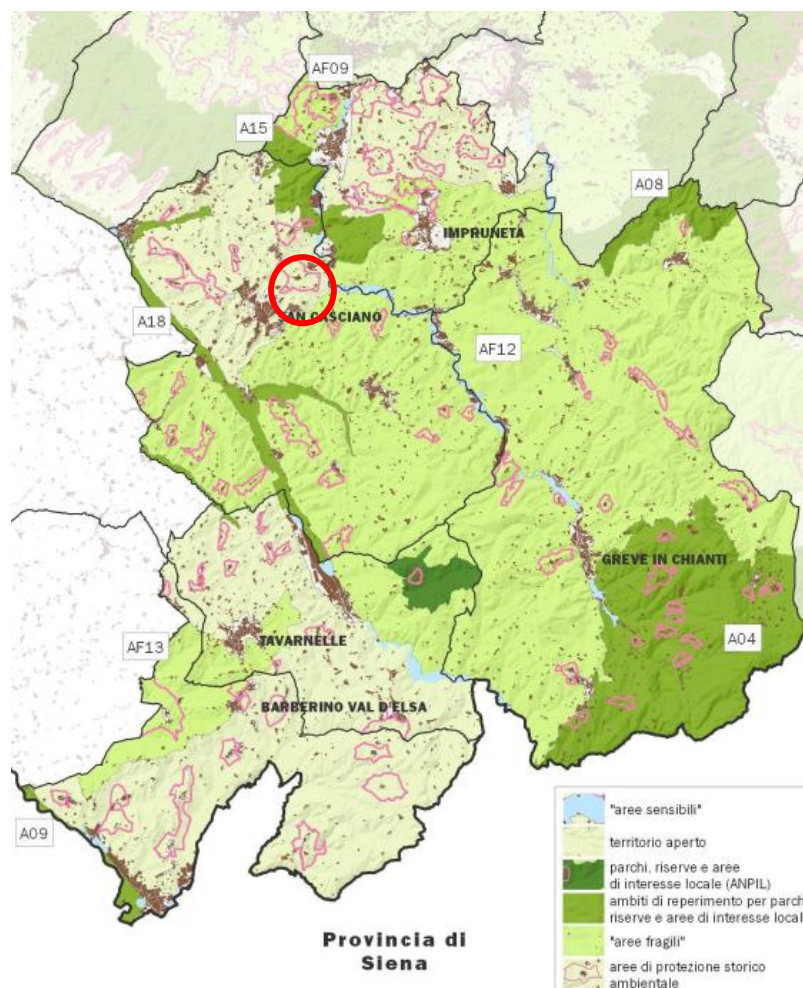 AF09
A15
A08
IMPRUNETA
A18
SAN CASCIANO
AF12
GREVE IN CHIANTI
AF13
TAVARNELLE
A04
BARBERINO VAL D'ELSA
A09
"aree sensibili"
territorio aperto
parchi, riserve e aree
di interesse locale (ANPIL)
ambiti di reperimento per parch
riserve e aree di interesse local
"aree fragili"
aree di protezione storico
ambientale
Provincia di
Siena